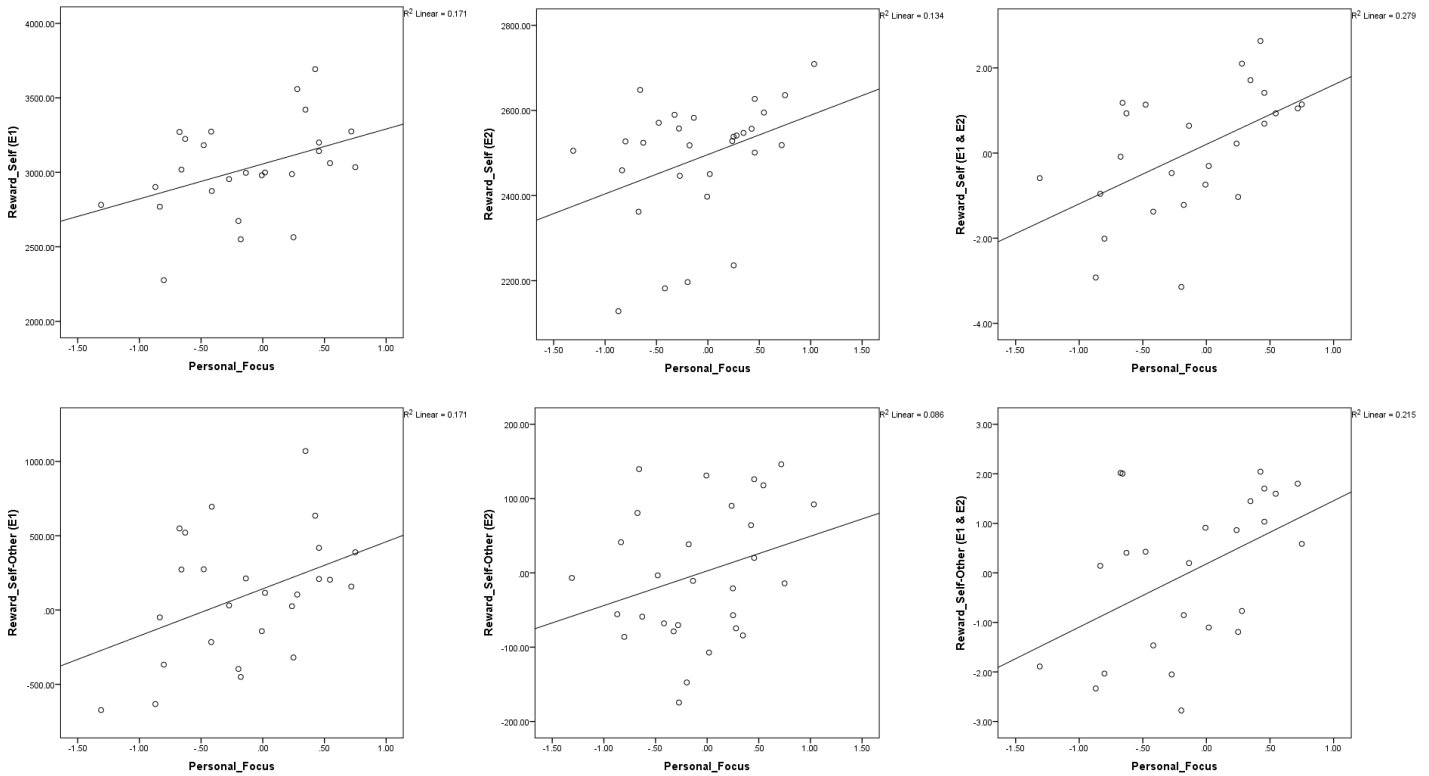 R² Linear = 0.171
4000.00
3500.00
3000.00
2500.00
2000.00
Reward_Self (E1)
-1.50 -1.00 -.50 .00 .50 1.00
Personal_Focus
R² Linear = 0.134
2800.00
2600.00
2400.00
2200.00
Reward_Self (E2)
-1.50 -1.00 -.50 .00 .50 1.00 1.50
Personal_Focus
R² Linear = 0.279
2.00
.00
-2.00
-4.00
Reward_Self (E1 & E2)
-1.50 -1.00 -.50 .00 .50 1.00
Personal_Focus
R² Linear = 0.171
1000.00
500.00
.00
-500.00
Reward_Self-Other (E1)
-1.50 -1.00 -.50 .00 .50 1.00
Personal_Focus
R² Linear = 0.086
200.00
100.00
.00
-100.00
-200.00
Reward_Self-Other (E2)
-1.50 -1.00 -.50 .00 .50 1.00 1.50
Personal_Focus
R² Linear = 0.215
3.00
2.00
1.00
.00
-1.00
-2.00
-3.00
Reward_Self-Other (E1 & E2)
-1.50 -1.00 -.50 .00 .50 1.00
Personal_Focus